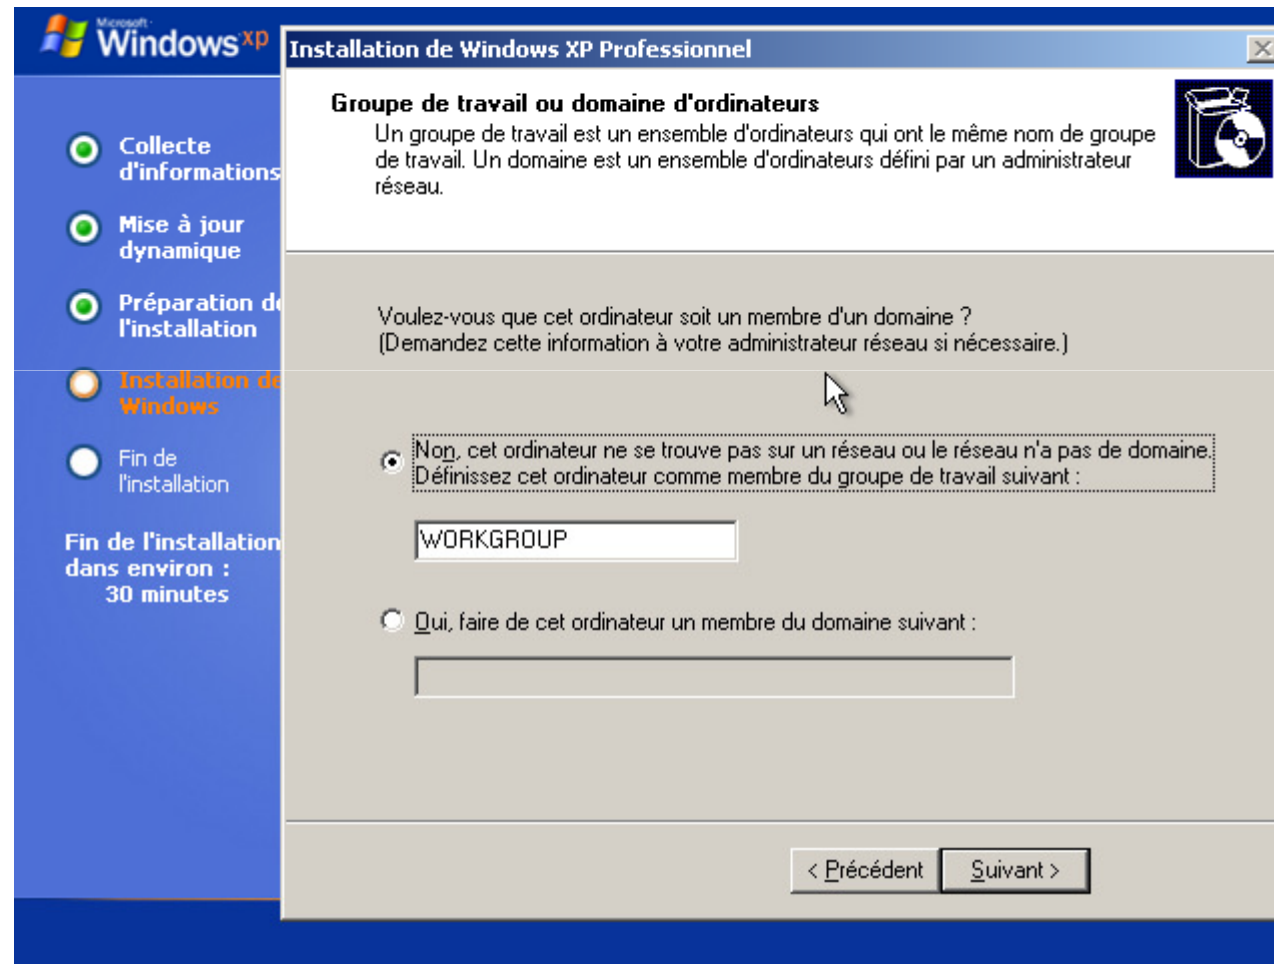 Microsoft
Windows xp
Installation de Windows XP Professionnel
Groupe de travail ou domaine d'ordinateurs
Un groupe de travail est un ensemble d'ordinateurs qui ont le même nom de groupe
de travail. Un domaine est un ensemble d'ordinateurs défini par un administrateur
réseau.
Collecte
d'informations
Mise à jour
dynamique
Préparation de
l'installation
Installation de
Windows
Fin de
l'installation
Fin de l'installation
dans environ :
30 minutes
Voulez-vous que cet ordinateur soit un membre d'un domaine ?
(Demandez cette information à votre administrateur réseau si nécessaire.)
Non, cet ordinateur ne se trouve pas sur un réseau ou le réseau n'a pas de domaine.
Définissez cet ordinateur comme membre du groupe de travail suivant :
WORKGROUP
Oui, faire de cet ordinateur un membre du domaine suivant :
< Précédent
Suivant >